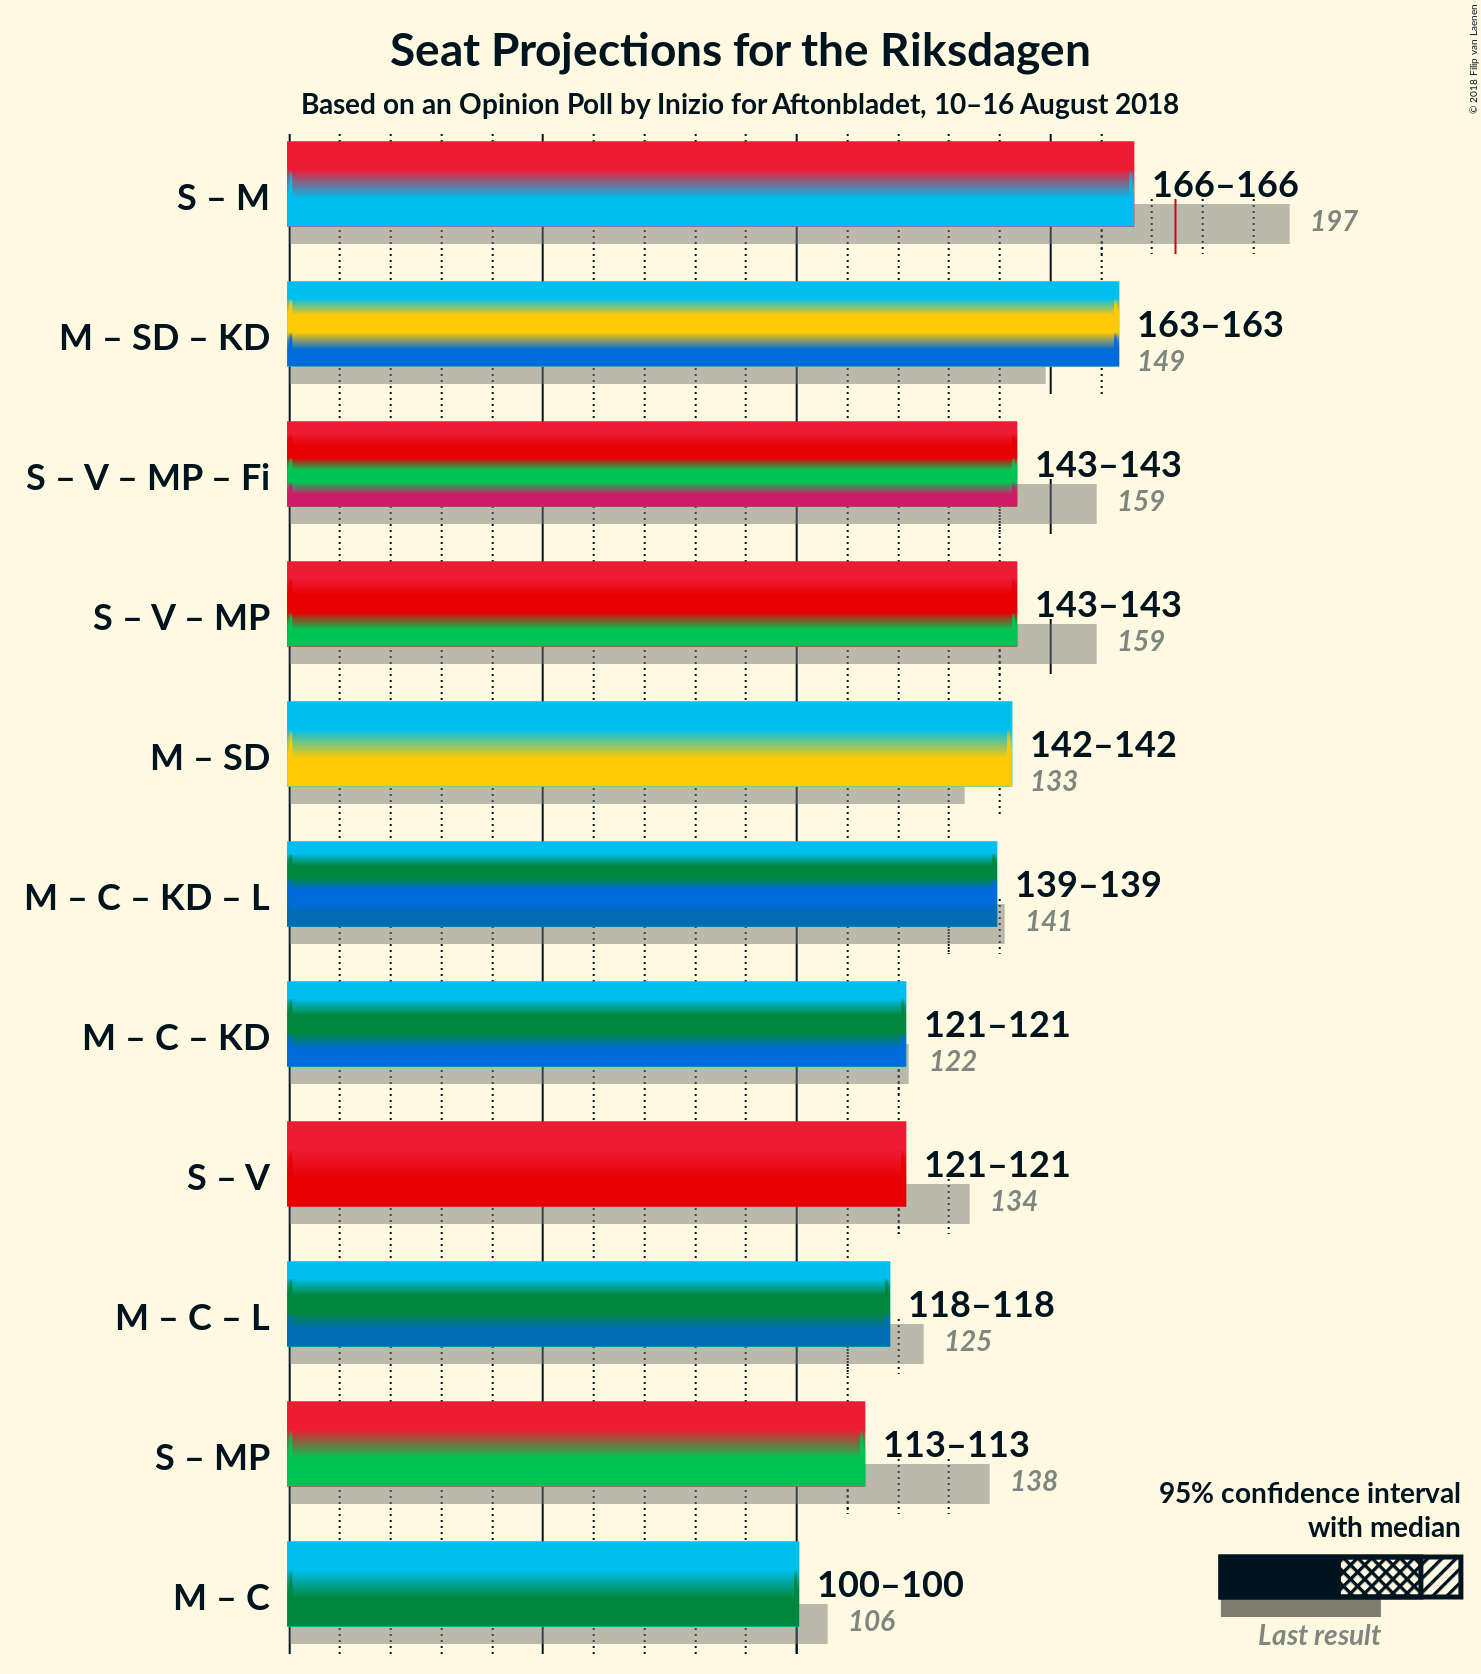 Seat Projections for the Riksdagen
Based on an Opinion Poll by Inizio for Aftonbladet, 10–16 August 2018
© 2018 Filip van Laenen
S – M
166–166
197
M – SD – KD
163–163
149
S – V – MP – Fi
143–143
159
S – V – MP
143–143
159
M – SD
142–142
133
M – C – KD – L
139–139
141
M – C – KD
121–121
122
S – V
121–121
134
M – C – L
118–118
125
S – MP
113–113
138
M – C
100–100
106
95% confidence interval
with median
Last result